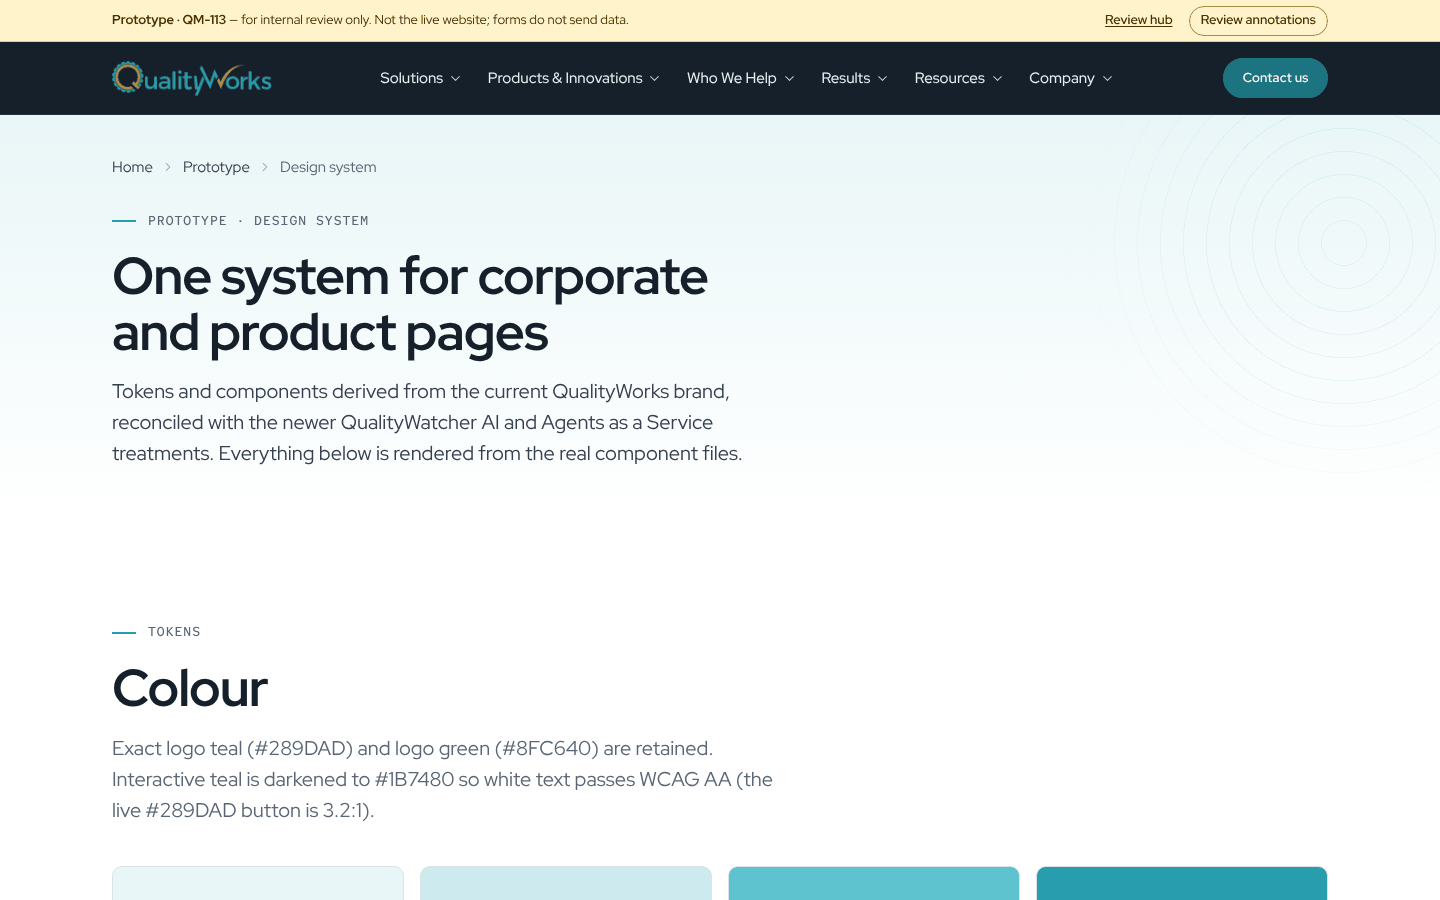 Prototype · QM-113 — for internal review only. Not the live website; forms do not send data.
Review hub
Review annotations
QualityWorks
Solutions
Products & Innovations
Who We Help
Results
Resources
Company
Contact us
Home
Prototype
Design system
PROTOTYPE · DESIGN SYSTEM
One system for corporate
and product pages
Tokens and components derived from the current QualityWorks brand,
reconciled with the newer QualityWatcher AI and Agents as a Service
treatments. Everything below is rendered from the real component files.
TOKENS
Colour
Exact logo teal (#289DAD) and logo green (#8FC640) are retained.
Interactive teal is darkened to #1B7480 so white text passes WCAG AA (the
live #289DAD button is 3.2:1).